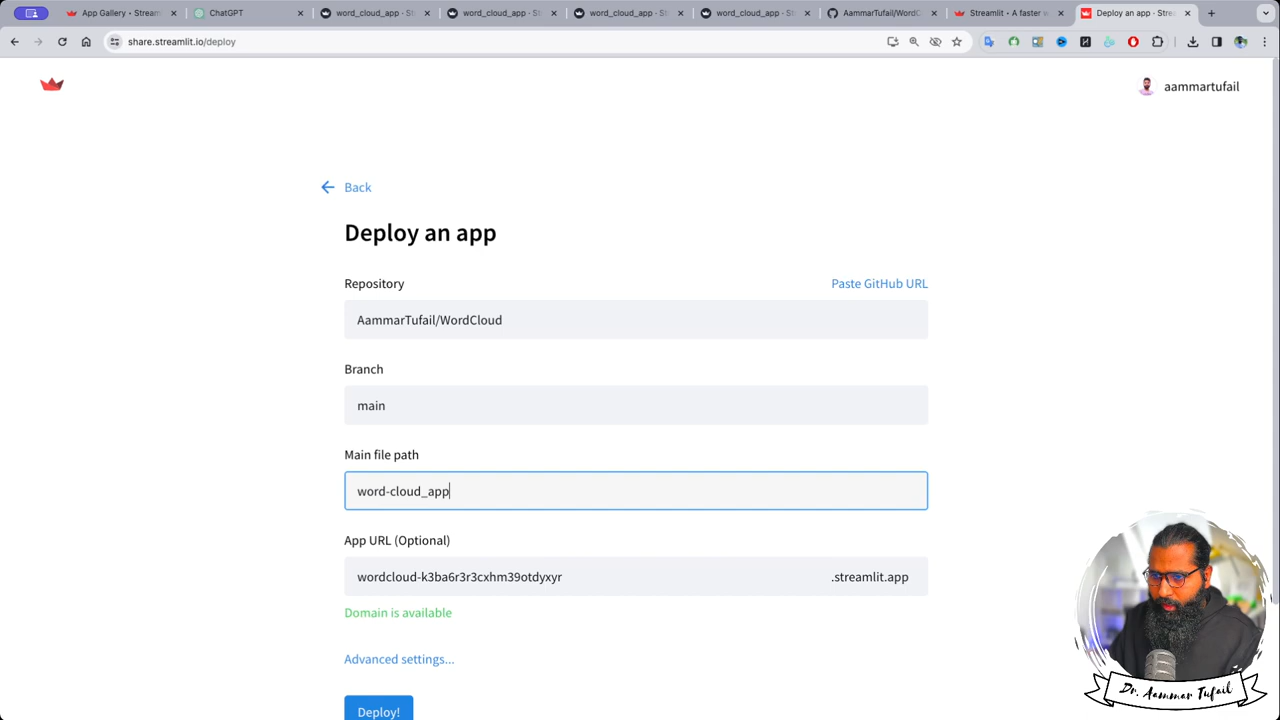 App Gallery • Stream
ChatGPT
word_cloud_app - St
word_cloud_app - St
word_cloud_app - St
word_cloud_app - St
AammarTufail/WordC
Streamlit • A faster w
Deploy an app · Stre
share.streamlit.io/deploy
aammartufail
Back
Deploy an app
Repository
Paste GitHub URL
AammarTufail/WordCloud
Branch
main
Main file path
word-cloud_app
App URL (Optional)
wordcloud-k3ba6r3r3cxhm39otdyxyr
.streamlit.app
Domain is available
Advanced settings...
Deploy!
Dr. Aammar Tufail